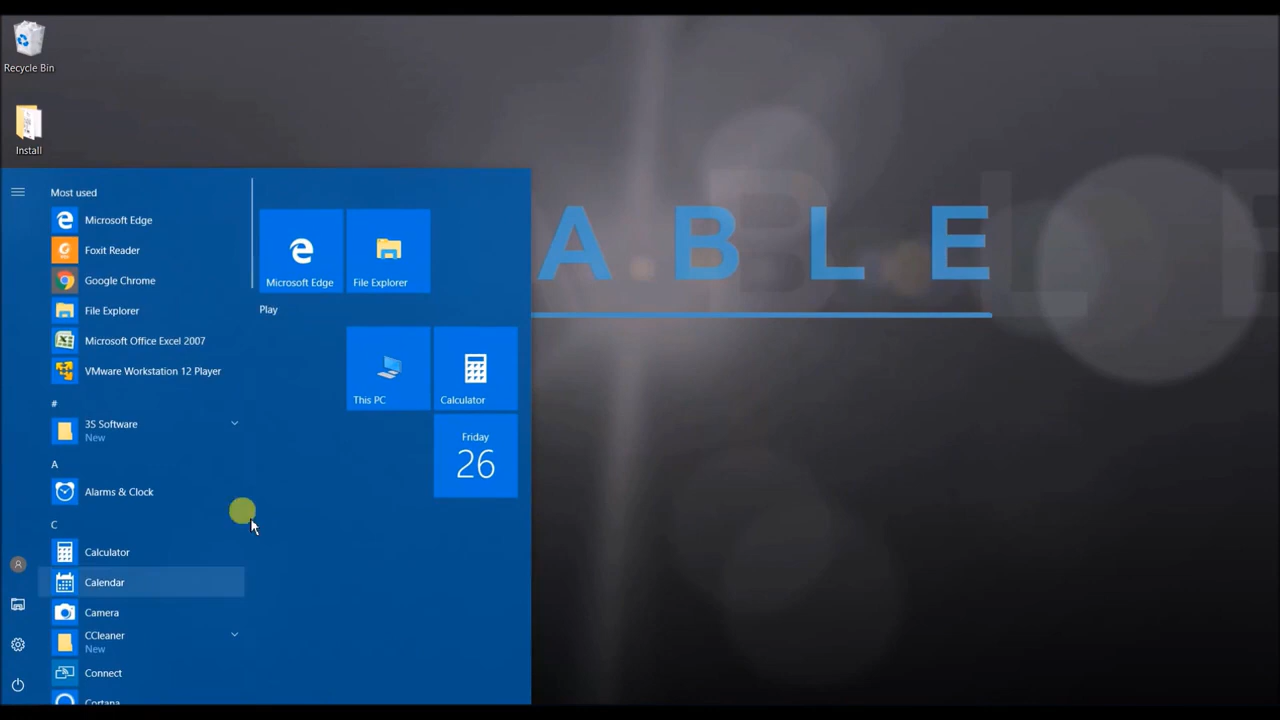 Recycle Bin
Install
Most used
Microsoft Edge
Foxit Reader
Google Chrome
File Explorer
Microsoft Office Excel 2007
VMware Workstation 12 Player
#
3S Software
New
A
Alarms & Clock
C
Calculator
Calendar
Camera
CCleaner
New
Connect
Cortana
Microsoft Edge
File Explorer
Play
This PC
Calculator
Friday
26
A B L E